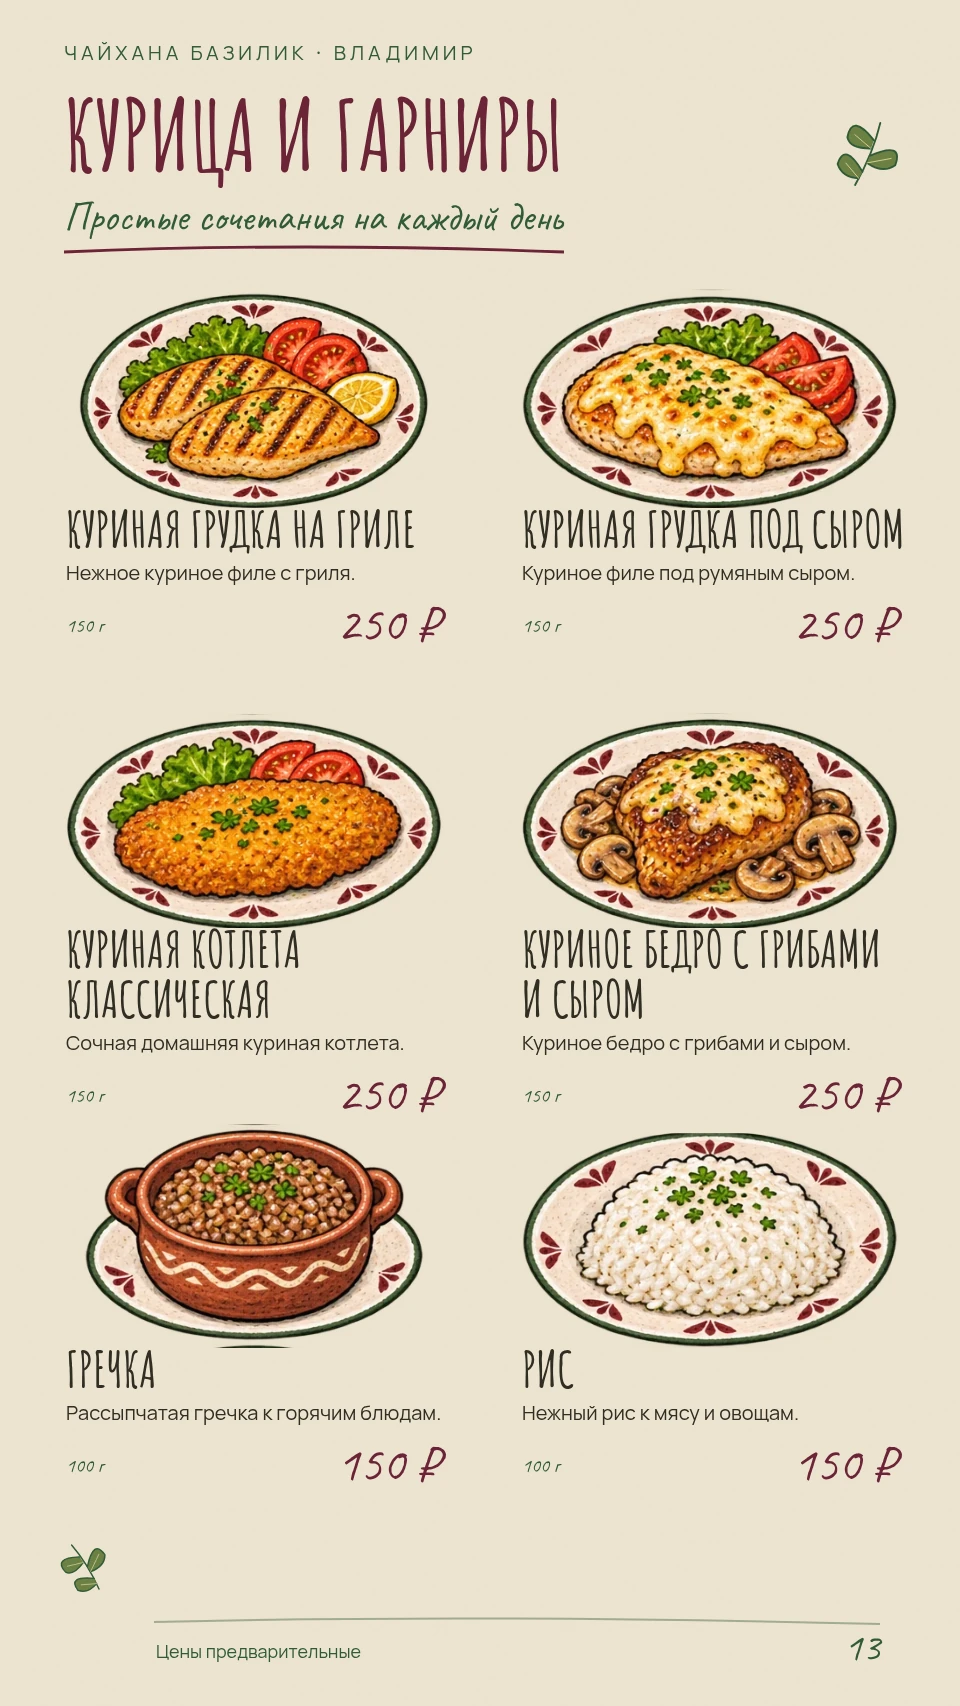 ЧАЙХАНА БАЗИЛИК · ВЛАДИМИР
КУРИЦА И ГАРНИРЫ
Простые сочетания на каждый день
КУРИНАЯ ГРУДКА НА ГРИЛЕ
Нежное куриное филе с гриля.
150 г
250 ₽
КУРИНАЯ ГРУДКА ПОД СЫРОМ
Куриное филе под румяным сыром.
150 г
250 ₽
КУРИНАЯ КОТЛЕТА
КЛАССИЧЕСКАЯ
Сочная домашняя куриная котлета.
150 г
250 ₽
КУРИНОЕ БЕДРО С ГРИБАМИ
И СЫРОМ
Куриное бедро с грибами и сыром.
150 г
250 ₽
ГРЕЧКА
Рассыпчатая гречка к горячим блюдам.
100 г
150 ₽
РИС
Нежный рис к мясу и овощам.
100 г
150 ₽
Цены предварительные
13